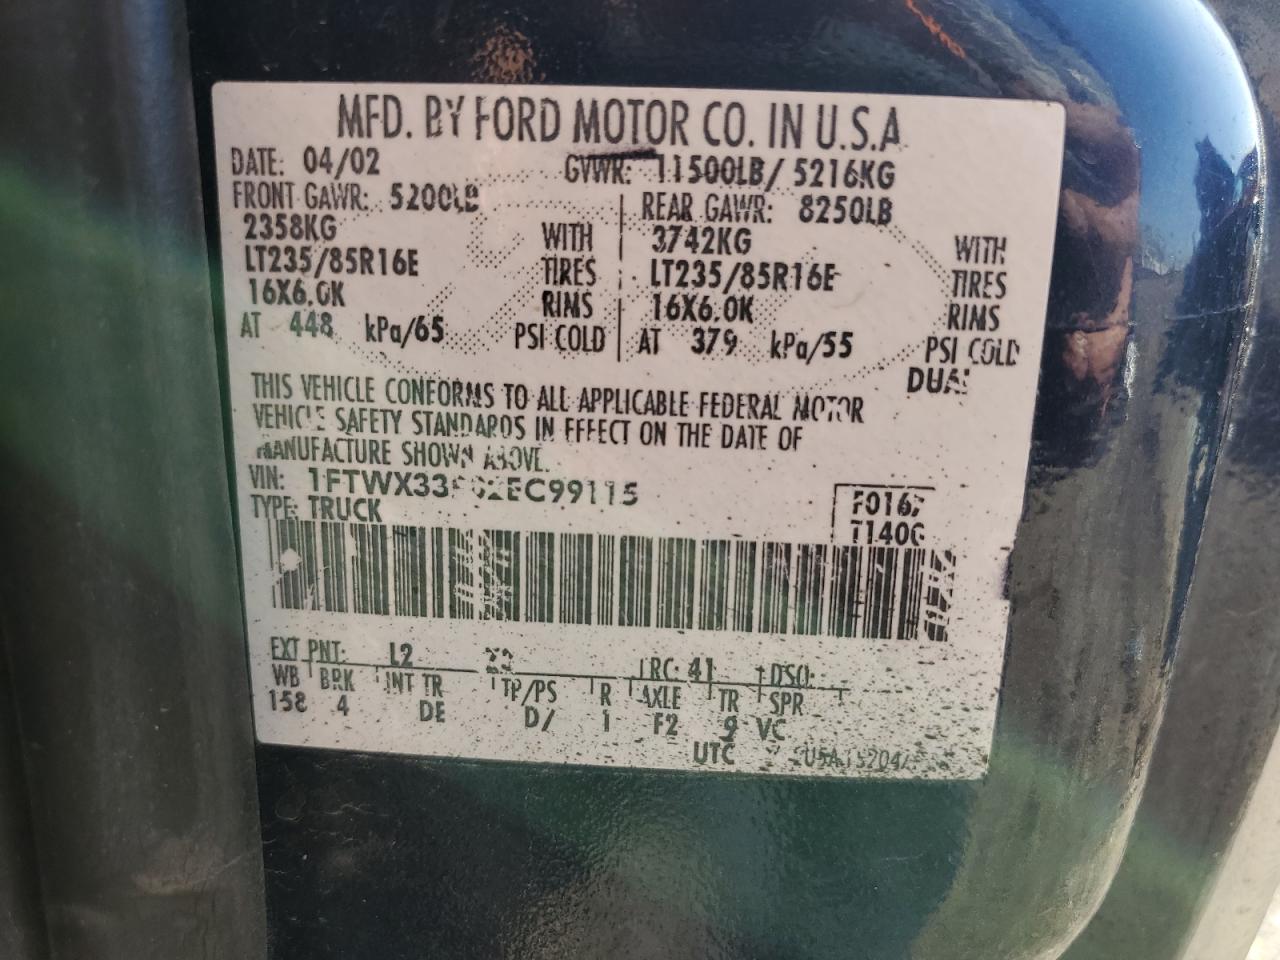 MFD. BY FORD MOTOR CO. IN U.S.A
DATE: 04/02 GVWR: 11500LB/ 5216KG
FRONT GAWR: 5200LB REAR GAWR: 8250LB
2358KG WITH 3742KG WITH
LT235/85R16E TIRES LT235/85R16E TIRES
16X6.0K RIMS 16X6.0K RIMS
AT 448 kPa/65 PSI COLD AT 379 kPa/55 PSI COLD
DUAL
THIS VEHICLE CONFORMS TO ALL APPLICABLE FEDERAL MOTOR
VEHICLE SAFETY STANDARDS IN EFFECT ON THE DATE OF
MANUFACTURE SHOWN ABOVE.
VIN:
TYPE: TRUCK
EXT PNT: L2 RC: 41 DSO:
WB BRK INT TR TP/PS R AXLE TR SPR
158 4 DE D/ 1 F2 9 VC
UTC